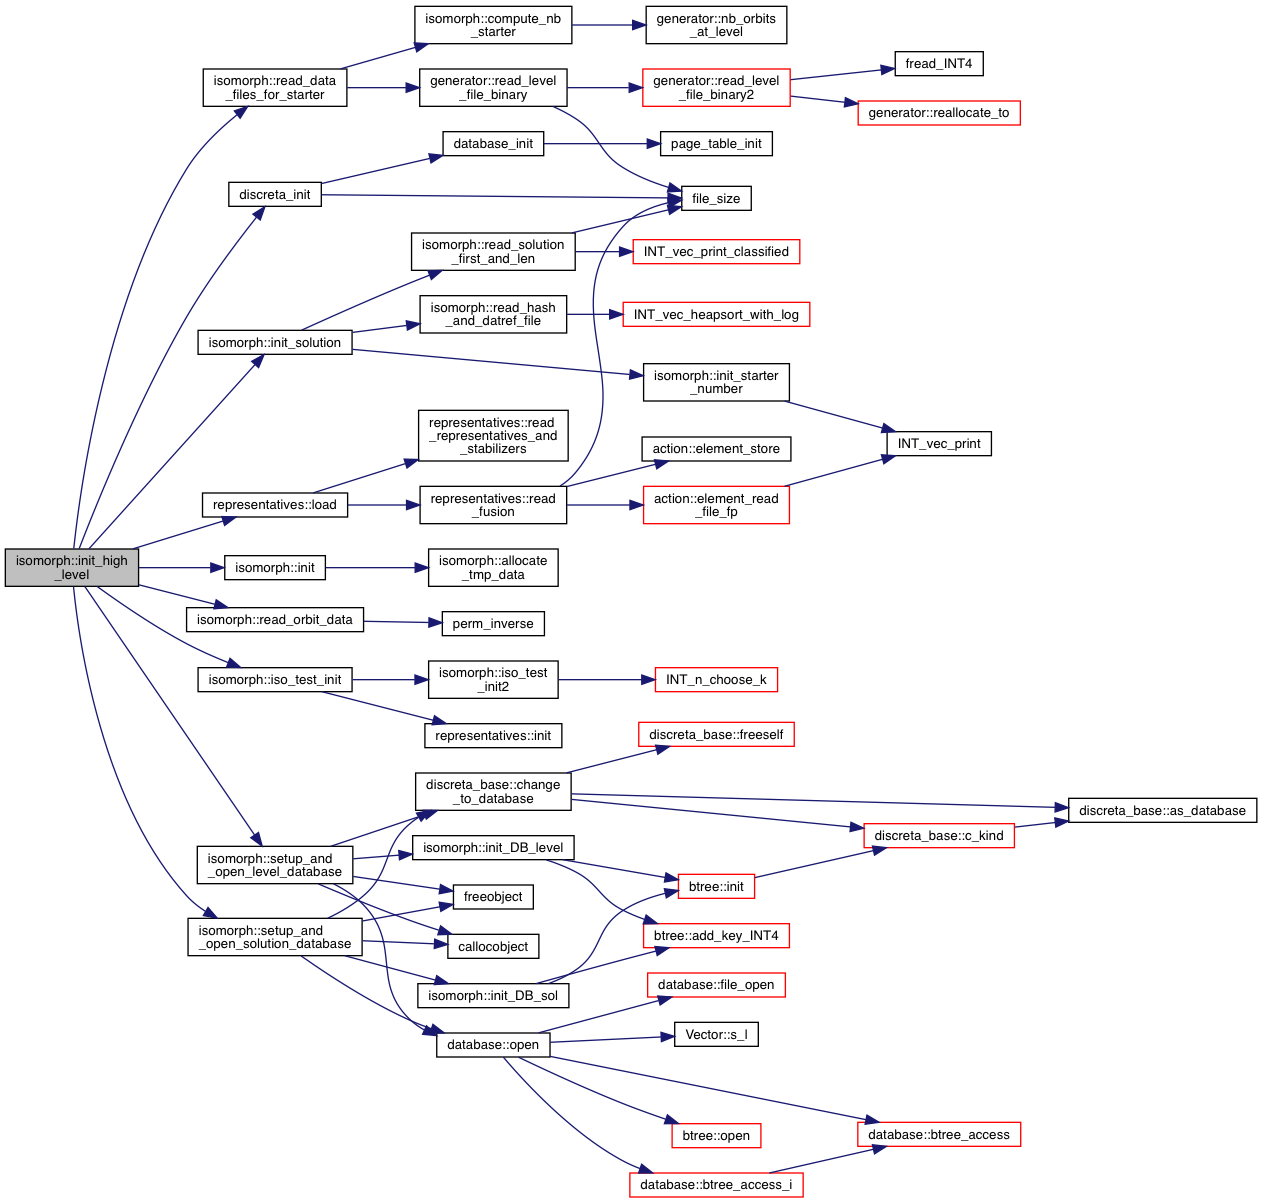 isomorph::compute_nb
_starter
generator::nb_orbits
_at_level
isomorph::read_data
_files_for_starter
generator::read_level
_file_binary
generator::read_level
_file_binary2
fread_INT4
generator::reallocate_to
database_init
page_table_init
discreta_init
file_size
isomorph::read_solution
_first_and_len
INT_vec_print_classified
isomorph::read_hash
_and_datref_file
INT_vec_heapsort_with_log
isomorph::init_solution
isomorph::init_starter
_number
representatives::read
_representatives_and
_stabilizers
action::element_store
INT_vec_print
representatives::load
representatives::read
_fusion
action::element_read
_file_fp
isomorph::init_high
_level
isomorph::init
isomorph::allocate
_tmp_data
isomorph::read_orbit_data
perm_inverse
isomorph::iso_test_init
isomorph::iso_test
_init2
INT_n_choose_k
representatives::init
discreta_base::freeself
discreta_base::change
_to_database
discreta_base::as_database
discreta_base::c_kind
isomorph::init_DB_level
isomorph::setup_and
_open_level_database
btree::init
freeobject
isomorph::setup_and
_open_solution_database
callocobject
btree::add_key_INT4
isomorph::init_DB_sol
database::file_open
database::open
Vector::s_l
btree::open
database::btree_access
database::btree_access_i